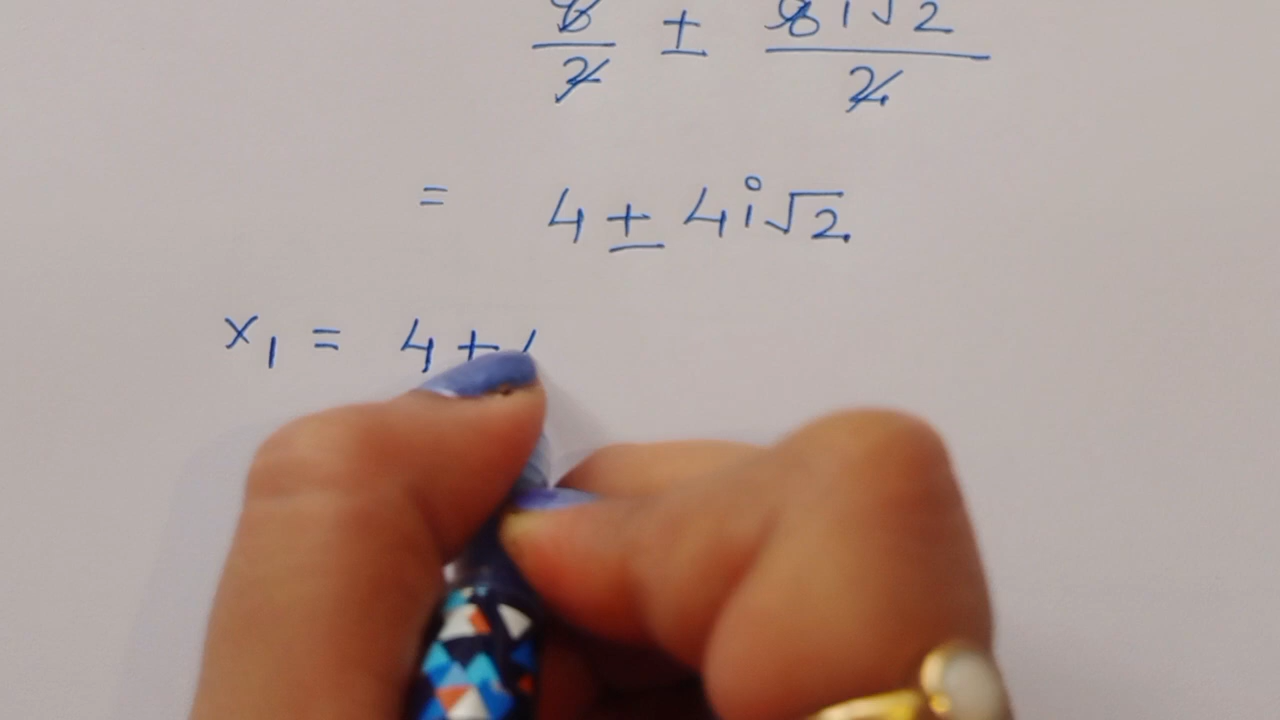 8/2 ± 8i√2/2
= 4 ± 4i√2
x₁ = 4 +